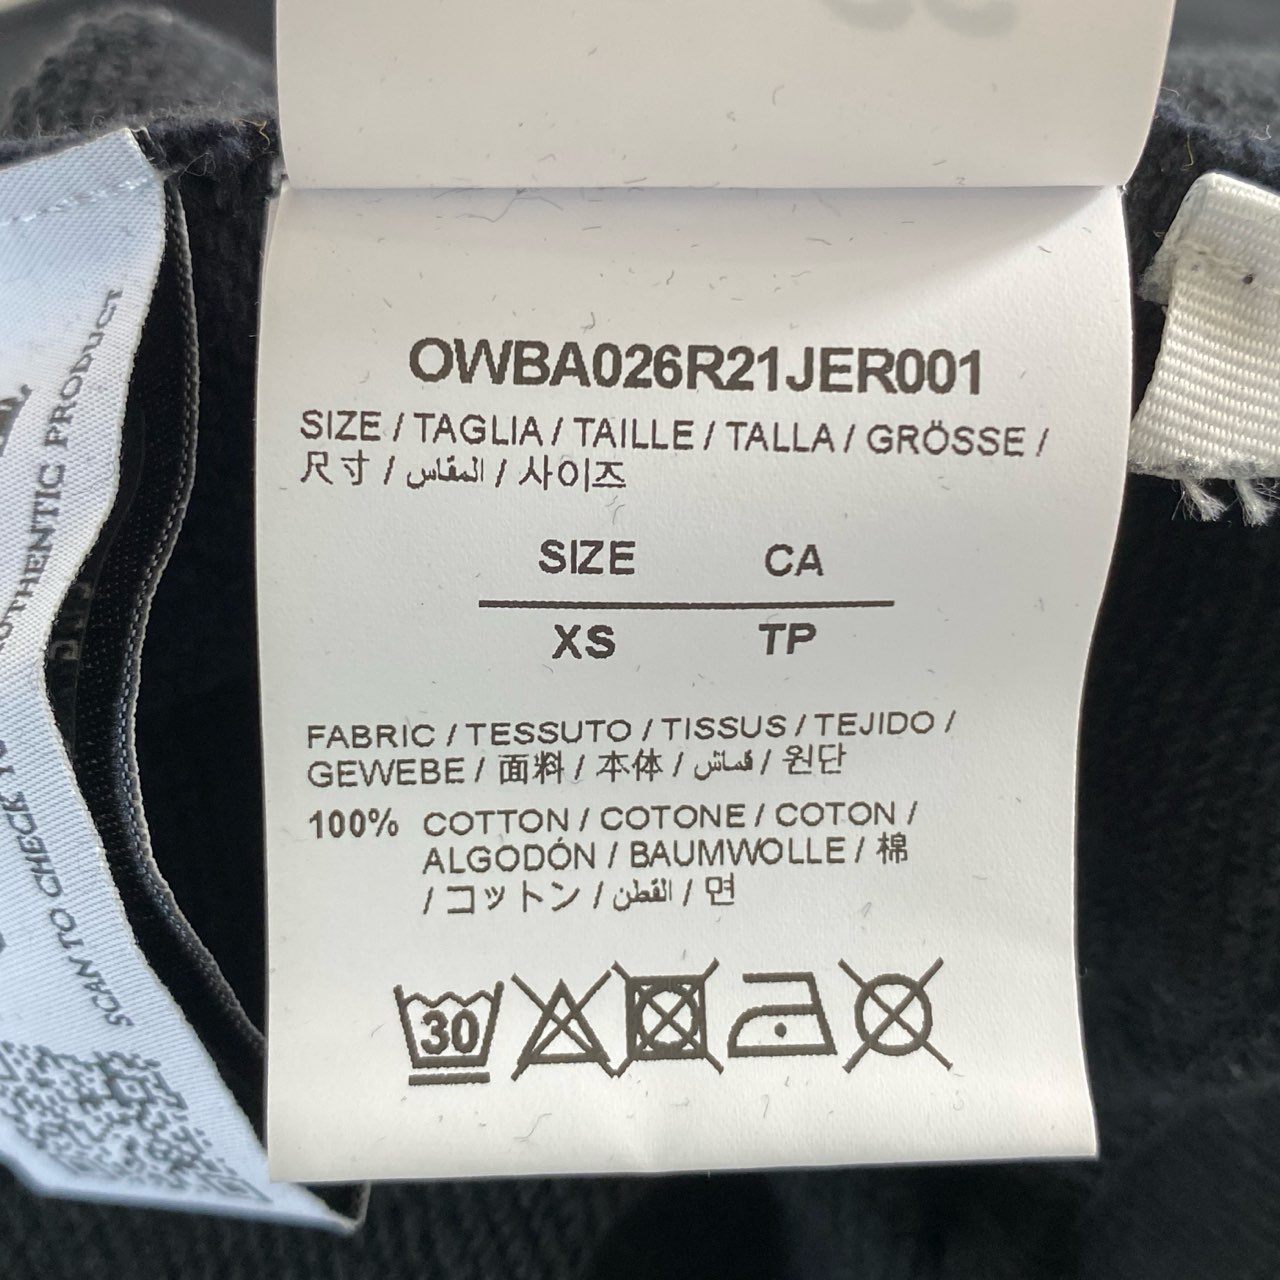 OWBA026R21JER001
SIZE / TAGLIA / TAILLE / TALLA / GRÖSSE /
尺寸 / المقاس / 사이즈
SIZE CA
XS TP
FABRIC / TESSUTO / TISSUS / TEJIDO /
GEWEBE / 面料 / 本体 / قماش / 원단
100% COTTON / COTONE / COTON /
ALGODÓN / BAUMWOLLE / 棉
/ コットン / القطن / 면
30
SCAN TO CHECK
AUTHENTIC PRODUCT